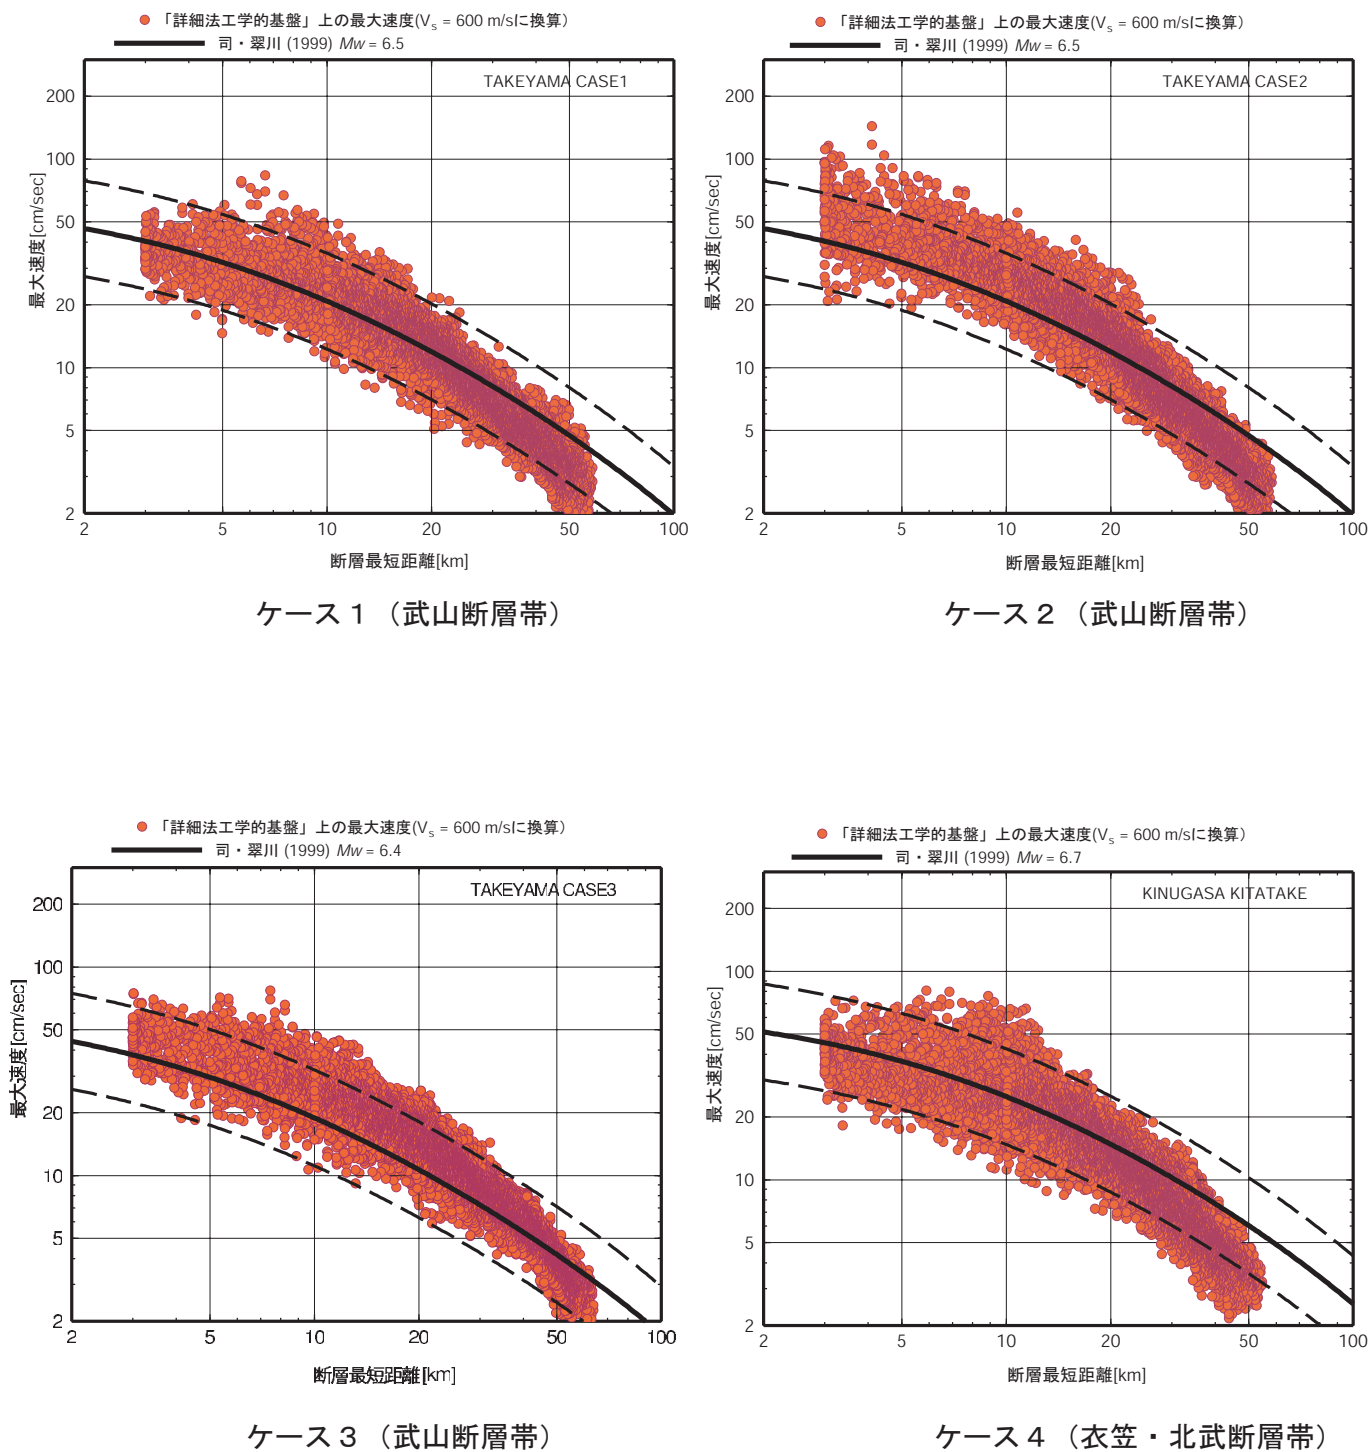 「詳細法工学的基盤」上の最大速度(Vs = 600 m/sに換算)
司・翠川 (1999) Mw = 6.5
TAKEYAMA CASE1
200
100
50
20
10
5
2
最大速度[cm/sec]
2 5 10 20 50 100
断層最短距離[km]
ケース１（武山断層帯）
「詳細法工学的基盤」上の最大速度(Vs = 600 m/sに換算)
司・翠川 (1999) Mw = 6.5
TAKEYAMA CASE2
200
100
50
20
10
5
2
最大速度[cm/sec]
2 5 10 20 50 100
断層最短距離[km]
ケース２（武山断層帯）
「詳細法工学的基盤」上の最大速度(Vs = 600 m/sに換算)
司・翠川 (1999) Mw = 6.4
TAKEYAMA CASE3
200
100
50
20
10
5
2
最大速度[cm/sec]
2 5 10 20 50 100
断層最短距離[km]
ケース３（武山断層帯）
「詳細法工学的基盤」上の最大速度(Vs = 600 m/sに換算)
司・翠川 (1999) Mw = 6.7
KINUGASA KITATAKE
200
100
50
20
10
5
2
最大速度[cm/sec]
2 5 10 20 50 100
断層最短距離[km]
ケース４（衣笠・北武断層帯）